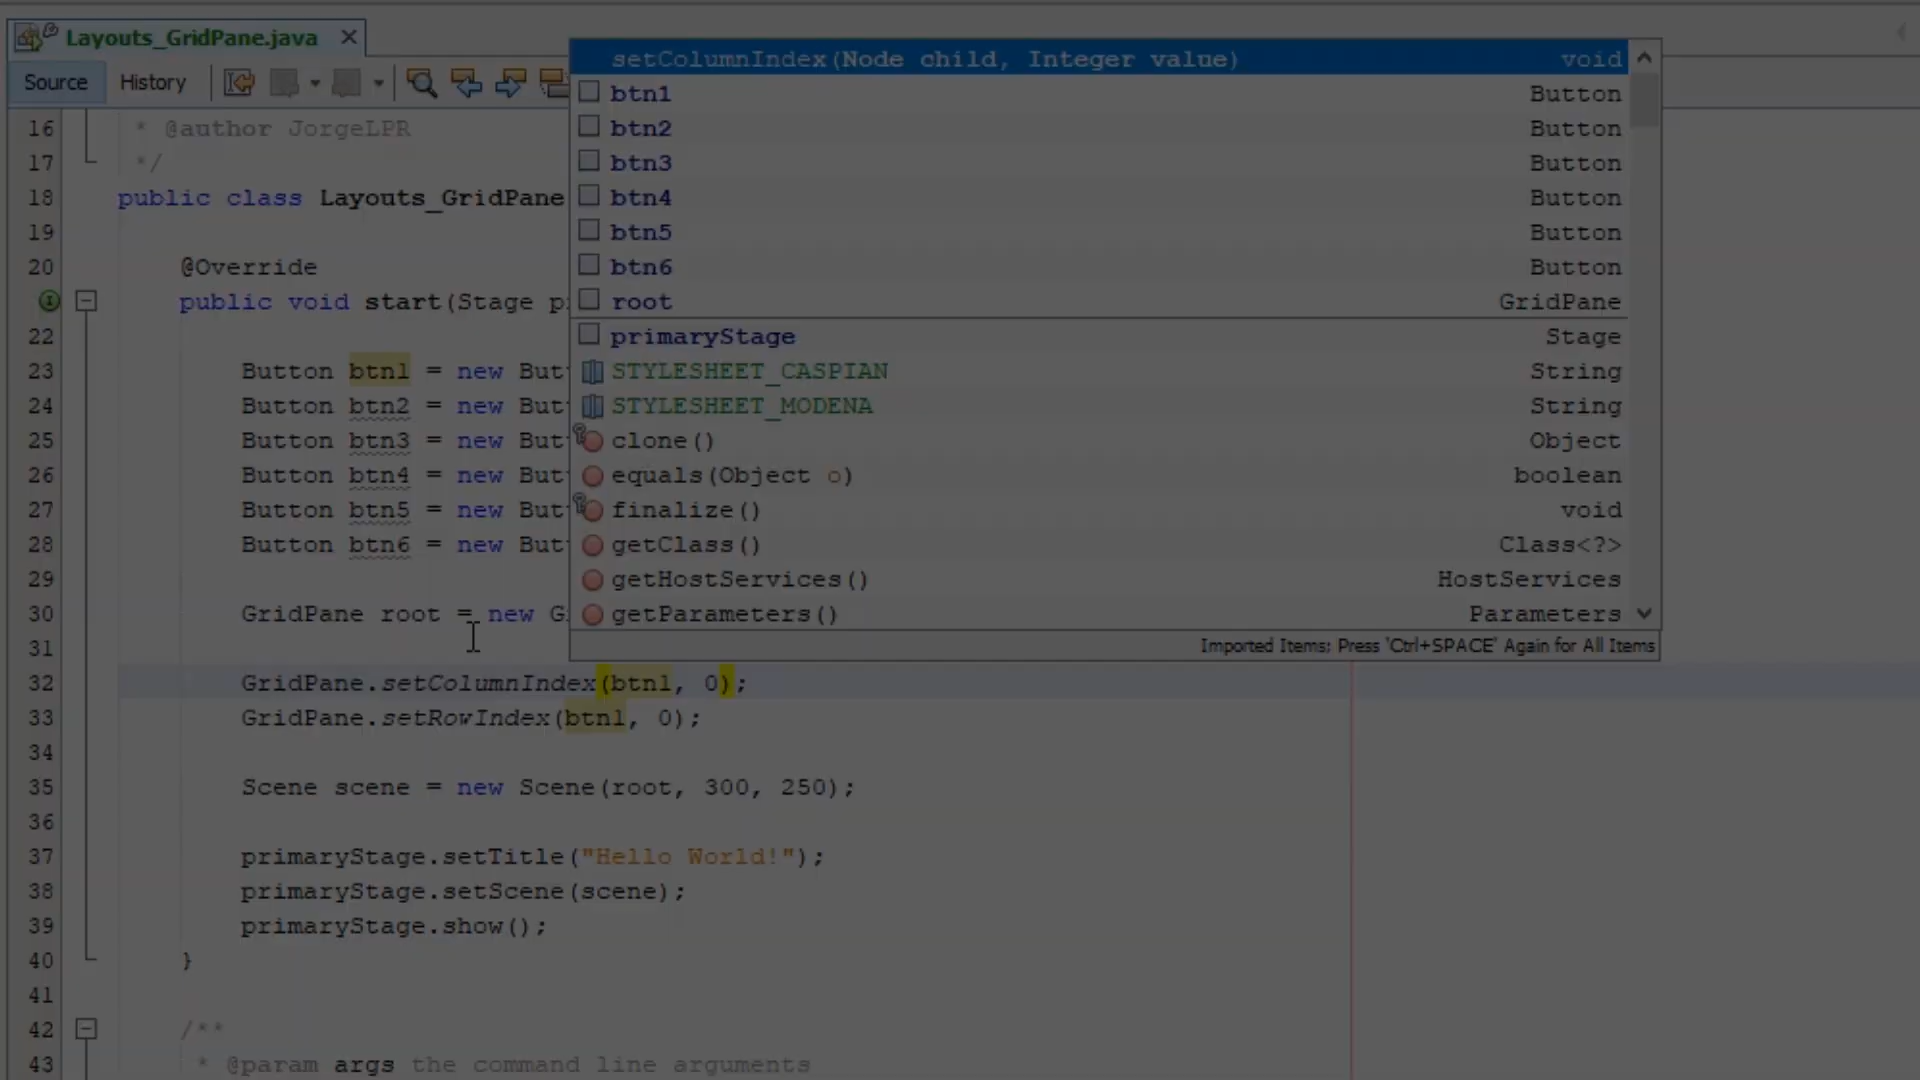 Layouts_GridPane.java
Source History
setColumnIndex(Node child, Integer value) void
btn1 Button
btn2 Button
btn3 Button
btn4 Button
btn5 Button
btn6 Button
root GridPane
primaryStage Stage
STYLESHEET_CASPIAN String
STYLESHEET_MODENA String
clone() Object
equals(Object o) boolean
finalize() void
getClass() Class<?>
getHostServices() HostServices
getParameters() Parameters
Imported Items; Press 'Ctrl+SPACE' Again for All Items
16 * @author JorgeLPR
17 */
18 public class Layouts_GridPane
19
20 @Override
public void start(Stage p
22
23 Button btn1 = new But
24 Button btn2 = new But
25 Button btn3 = new But
26 Button btn4 = new But
27 Button btn5 = new But
28 Button btn6 = new But
29
30 GridPane root = new G
31
32 GridPane.setColumnIndex(btn1, 0);
33 GridPane.setRowIndex(btn1, 0);
34
35 Scene scene = new Scene(root, 300, 250);
36
37 primaryStage.setTitle("Hello World!");
38 primaryStage.setScene(scene);
39 primaryStage.show();
40 }
41
42 /**
43 * @param args the command line arguments